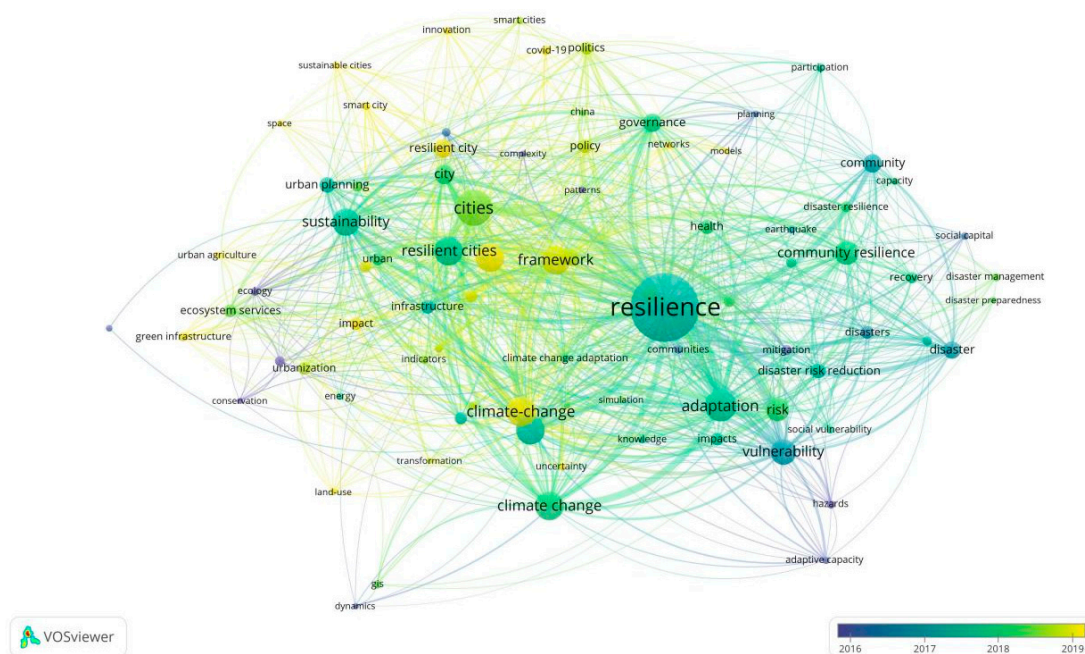 smart cities
innovation
covid-19
politics
sustainable cities
participation
smart city
china
planning
space
governance
resilient city
policy
networks
models
complexity
community
city
urban planning
capacity
patterns
cities
disaster resilience
sustainability
health
earthquake
social capital
resilient cities
community resilience
urban agriculture
urban
framework
recovery
disaster management
ecology
disaster preparedness
ecosystem services
infrastructure
resilience
impact
disasters
green infrastructure
communities
mitigation
disaster
indicators
climate change adaptation
urbanization
disaster risk reduction
energy
conservation
simulation
adaptation
climate-change
risk
social vulnerability
knowledge
impacts
vulnerability
transformation
uncertainty
land-use
climate change
hazards
adaptive capacity
gis
dynamics
VOSviewer
2016 2017 2018 2019